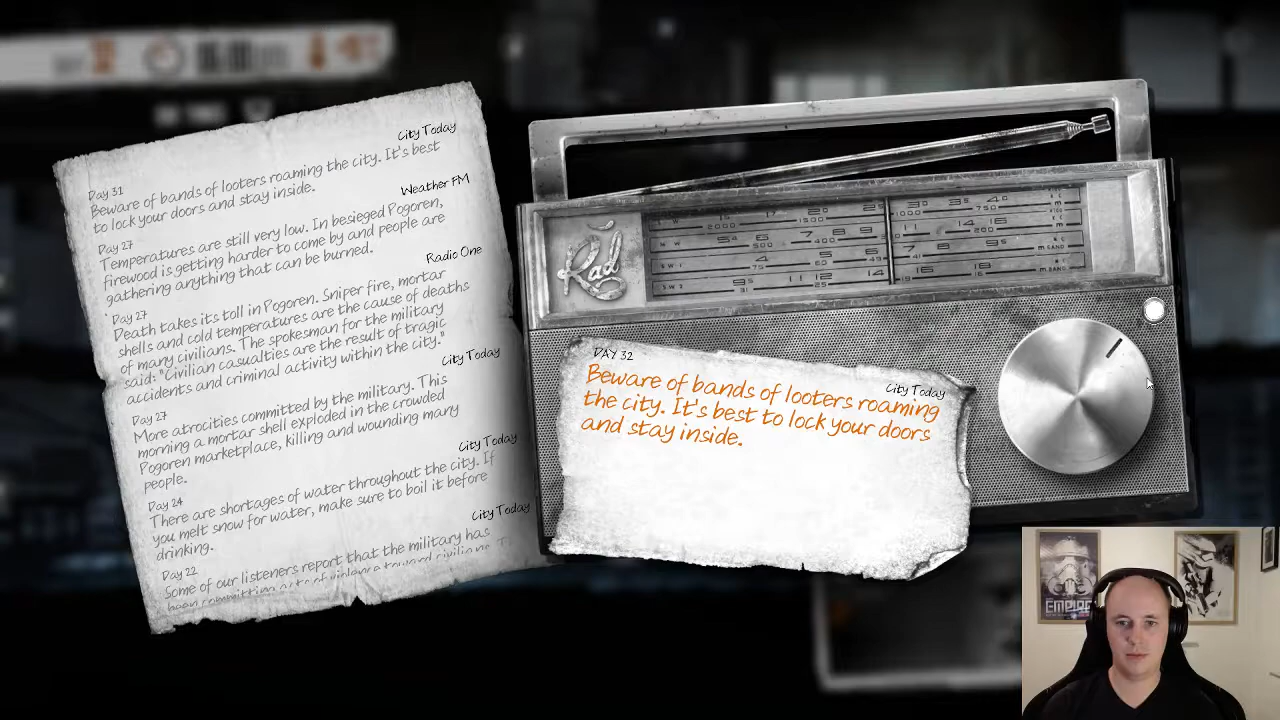 City Today
Day 31
Beware of bands of looters roaming the city. It's best
to lock your doors and stay inside.
Weather FM
Day 27
Temperatures are still very low. In besieged Pogoren,
firewood is getting harder to come by and people are
gathering anything that can be burned.
Radio One
Day 27
Death takes its toll in Pogoren. Sniper fire, mortar
shells and cold temperatures are the cause of deaths
of many civilians. The spokesman for the military
said: "Civilian casualties are the result of tragic
accidents and criminal activity within the city."
City Today
Day 27
More atrocities committed by the military. This
morning a mortar shell exploded in the crowded
Pogoren marketplace, killing and wounding many
people.
City Today
Day 24
There are shortages of water throughout the city. If
you melt snow for water, make sure to boil it before
drinking.
City Today
Day 22
Some of our listeners report that the military has
been committing acts of violence toward civilians.
Rad
DAY 32
City Today
Beware of bands of looters roaming
the city. It's best to lock your doors
and stay inside.
EMPIRE